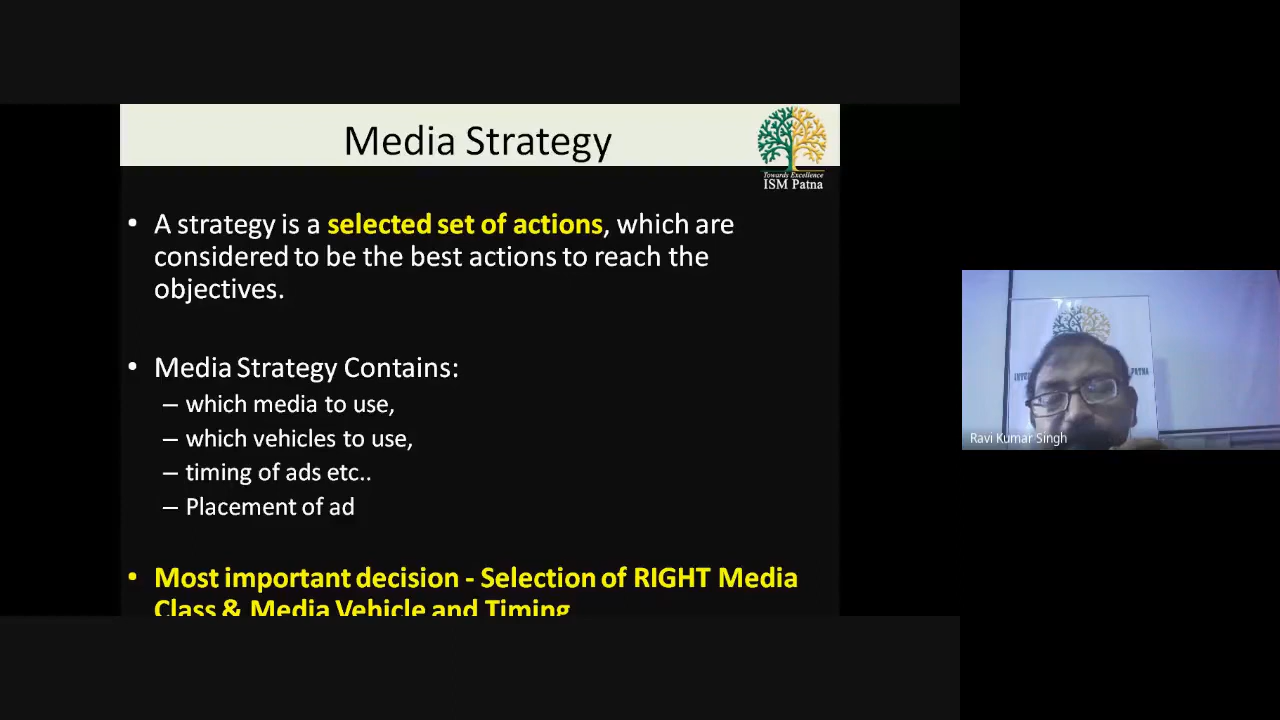 Media Strategy
Towards Excellence
ISM Patna
• A strategy is a selected set of actions, which are
considered to be the best actions to reach the
objectives.
• Media Strategy Contains:
– which media to use,
– which vehicles to use,
– timing of ads etc..
– Placement of ad
• Most important decision - Selection of RIGHT Media
Class & Media Vehicle and Timing
PATNA
Ravi Kumar Singh